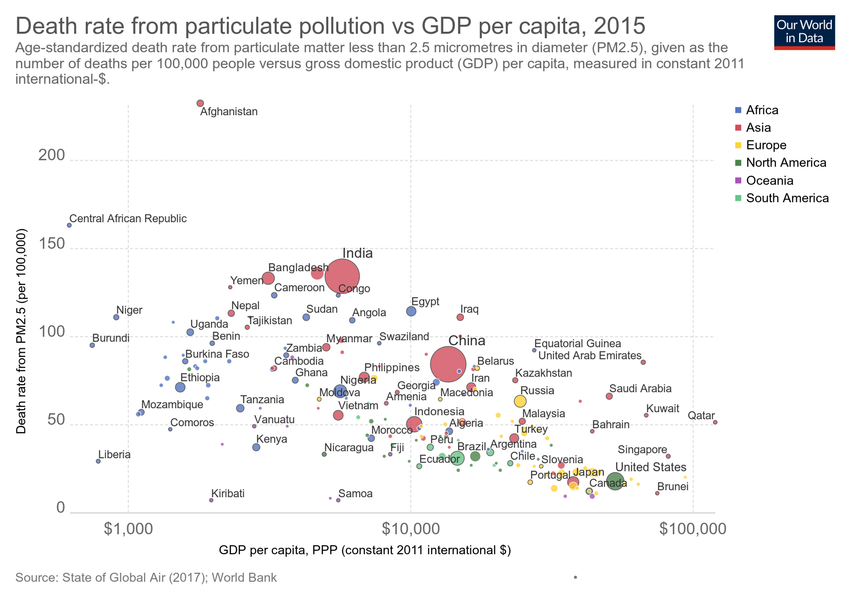 Death rate from particulate pollution vs GDP per capita, 2015
Our World
in Data
Age-standardized death rate from particulate matter less than 2.5 micrometres in diameter (PM2.5), given as the
number of deaths per 100,000 people versus gross domestic product (GDP) per capita, measured in constant 2011
international-$.
Africa
Asia
Europe
North America
Oceania
South America
Death rate from PM2.5 (per 100,000)
200
150
100
50
0
Afghanistan
Central African Republic
India
Bangladesh
Yemen
Cameroon
Congo
Niger
Nepal
Sudan
Angola
Egypt
Iraq
Uganda
Tajikistan
Burundi
Benin
Zambia
Myanmar
Swaziland
China
Equatorial Guinea
United Arab Emirates
Burkina Faso
Cambodia
Belarus
Ethiopia
Ghana
Philippines
Nigeria
Georgia
Iran
Kazakhstan
Moldova
Armenia
Macedonia
Russia
Saudi Arabia
Mozambique
Tanzania
Vietnam
Indonesia
Malaysia
Kuwait
Qatar
Comoros
Vanuatu
Morocco
Algeria
Turkey
Bahrain
Kenya
Nicaragua
Fiji
Peru
Brazil
Argentina
Liberia
Ecuador
Chile
Slovenia
Singapore
Portugal
Japan
United States
Canada
Kiribati
Samoa
Brunei
$1,000
$10,000
$100,000
GDP per capita, PPP (constant 2011 international $)
Source: State of Global Air (2017); World Bank